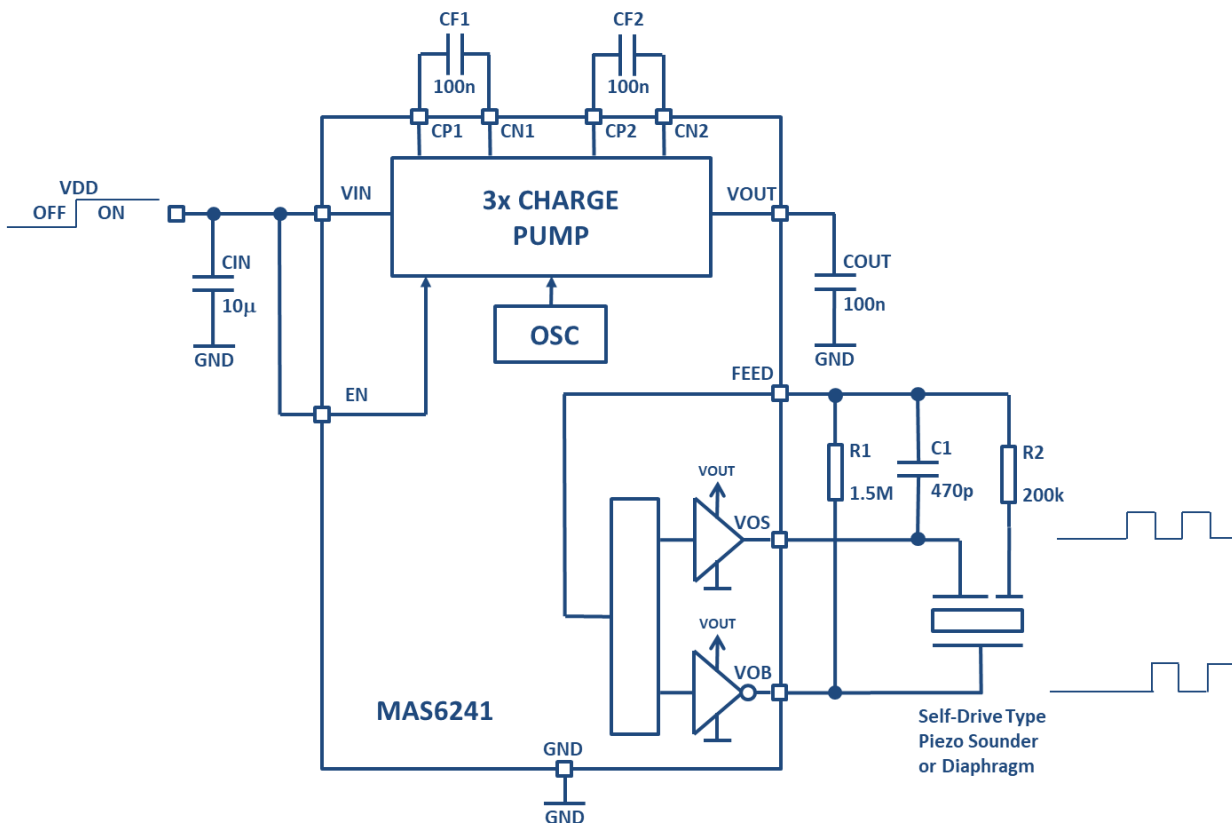 CF1
100n
CF2
100n
CP1
CN1
CP2
CN2
VDD
OFF
ON
VIN
3x CHARGE
PUMP
VOUT
CIN
10µ
GND
OSC
COUT
100n
GND
EN
FEED
R1
1.5M
C1
470p
R2
200k
VOUT
VOS
VOUT
VOB
MAS6241
GND
GND
Self-Drive Type
Piezo Sounder
or Diaphragm